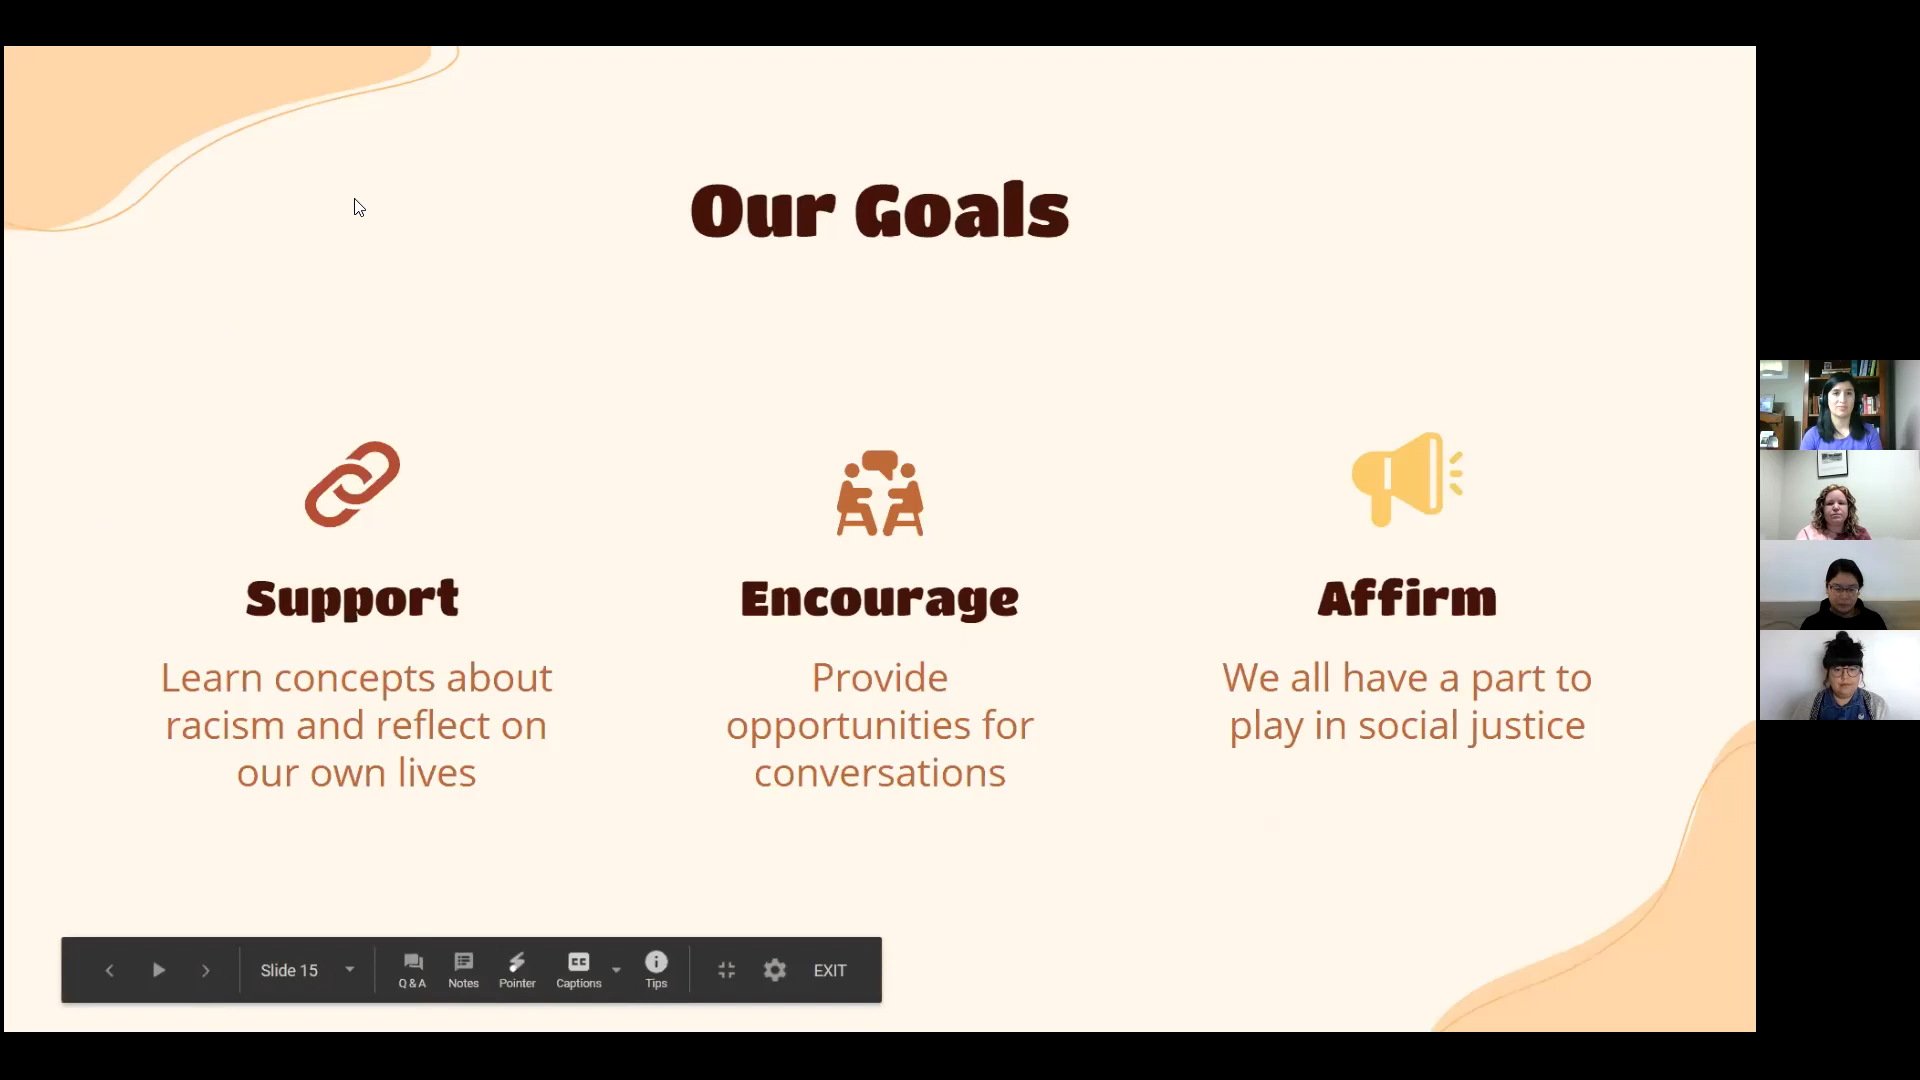 Our Goals
Support
Learn concepts about
racism and reflect on
our own lives
Encourage
Provide
opportunities for
conversations
Affirm
We all have a part to
play in social justice
Slide 15
Q & A
Notes
Pointer
CC
Captions
Tips
EXIT